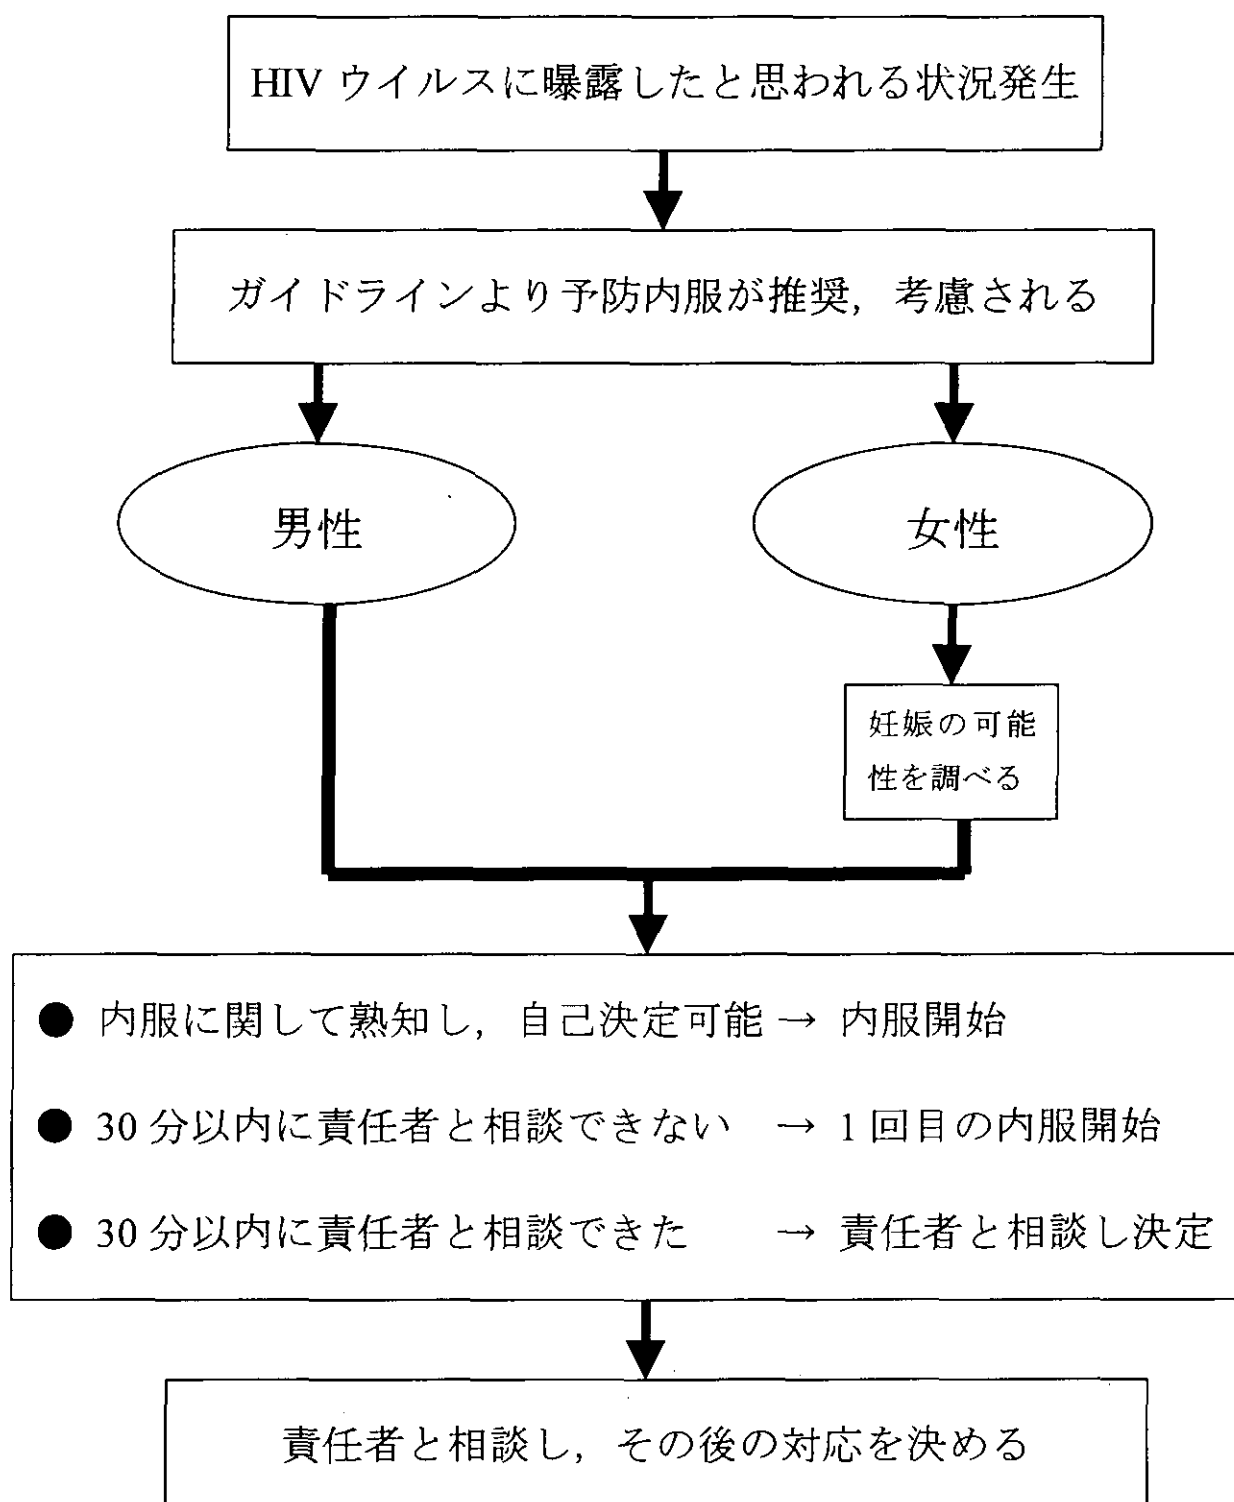 HIV ウイルスに曝露したと思われる状況発生
ガイドラインより予防内服が推奨，考慮される
男性
女性
妊娠の可能
性を調べる
● 内服に関して熟知し，自己決定可能 → 内服開始
● 30 分以内に責任者と相談できない → 1 回目の内服開始
● 30 分以内に責任者と相談できた → 責任者と相談し決定
責任者と相談し，その後の対応を決める